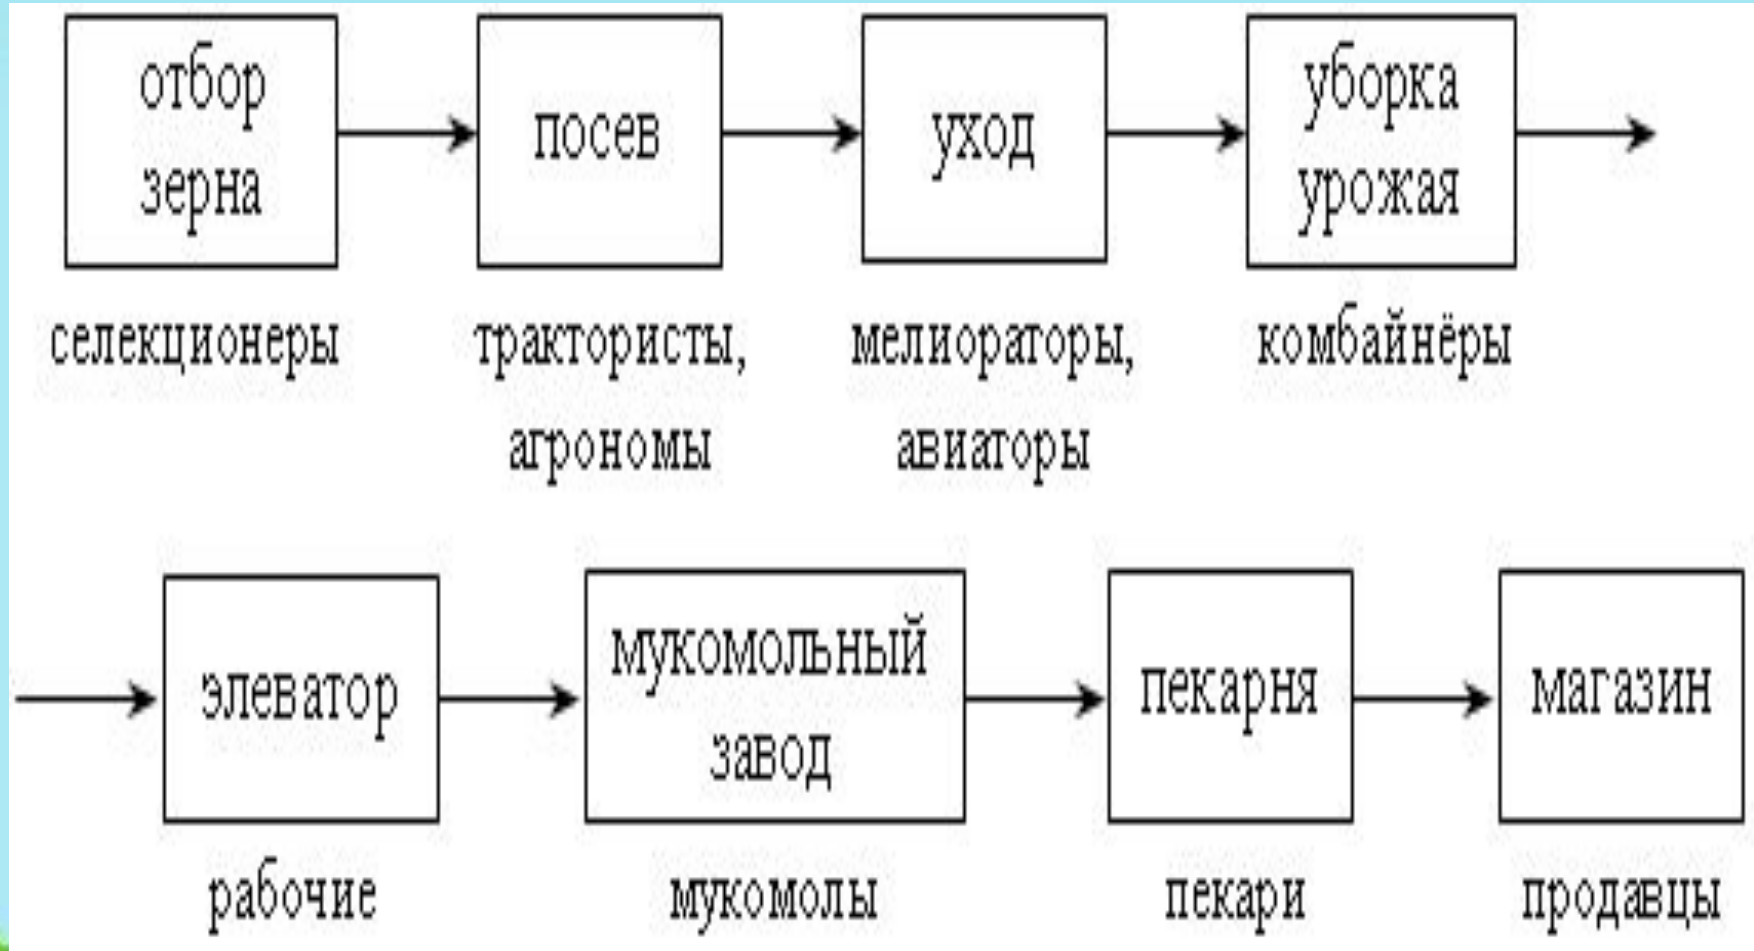 отбор
зерна
посев
уход
уборка
урожая
селекционеры
трактористы,
агрономы
мелиораторы,
авиаторы
комбайнёры
элеватор
мукомольный
завод
пекарня
магазин
рабочие
мукомолы
пекари
продавцы